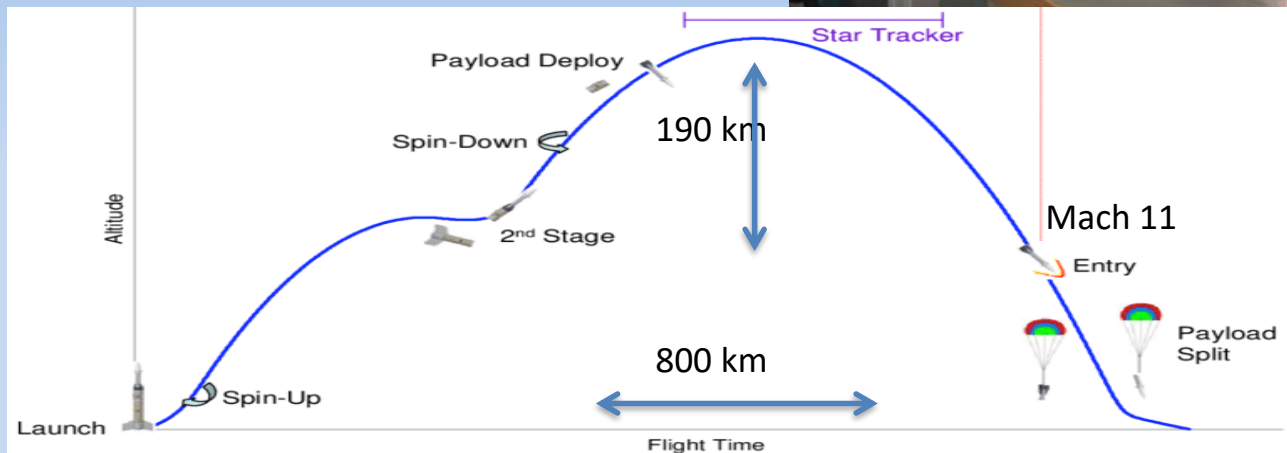 Star Tracker
Payload Deploy
190 km
Spin-Down
Altitude
Mach 11
2nd Stage
Entry
Payload
Split
800 km
Spin-Up
Launch
Flight Time